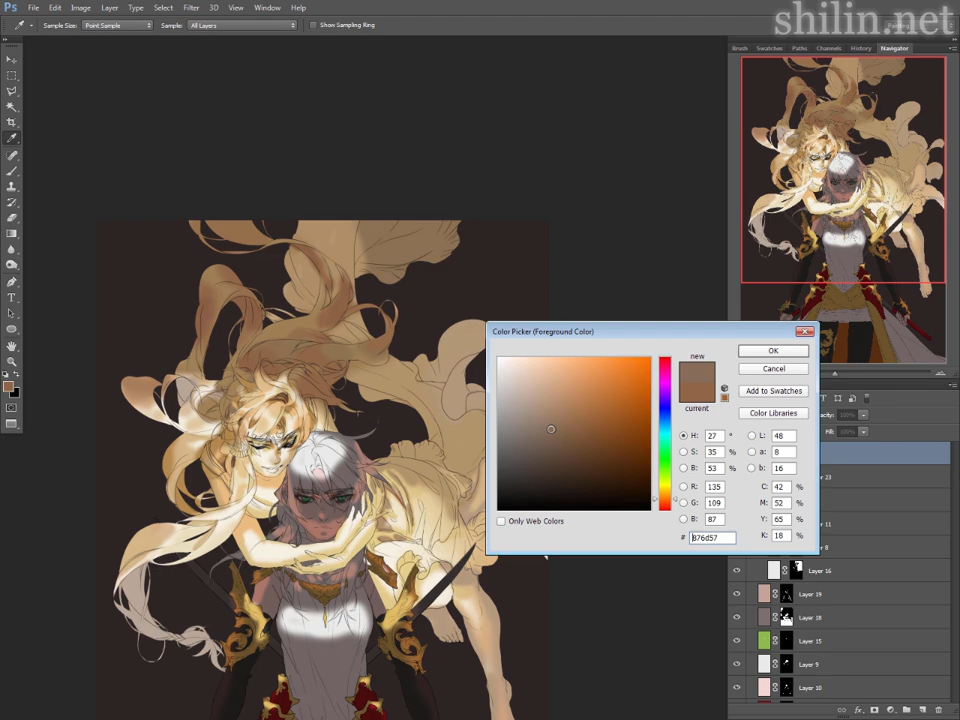 Ps File Edit Image Layer Type Select Filter 3D View Window Help
shilin.net
Sample Size: Point Sample Sample: All Layers Show Sampling Ring
Brush Swatches Paths Channels History Navigator
Color Picker (Foreground Color)
new
OK
Cancel
Add to Swatches
current
Color Libraries
H: 27 ° L: 48
S: 35 % a: 8
B: 53 % b: 16
R: 135 C: 42 %
G: 109 M: 52 %
B: 87 Y: 65 %
Only Web Colors K: 18 %
# 876d57
Fill: 100%
23
11
8
Layer 16
Layer 19
Layer 18
Layer 15
Layer 9
Layer 10
fx